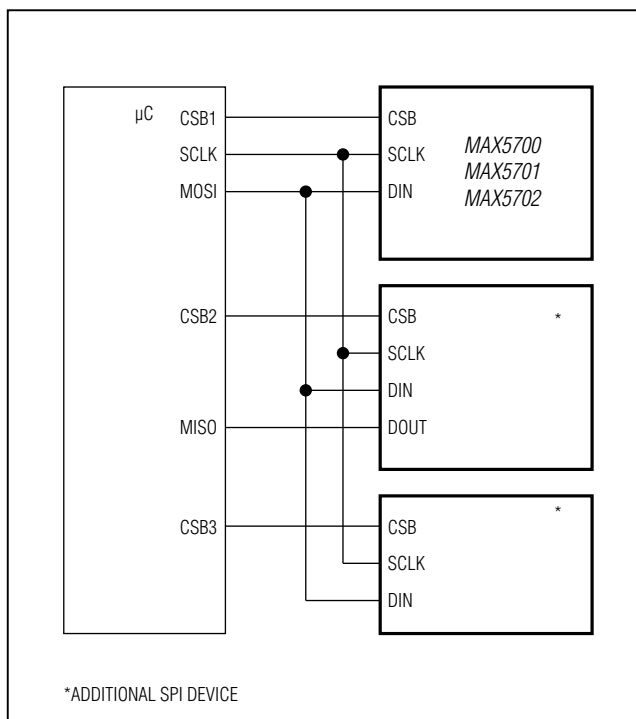 µC
CSB1
SCLK
MOSI
CSB2
MISO
CSB3
CSB
SCLK
DIN
MAX5700
MAX5701
MAX5702
CSB
*
SCLK
DIN
DOUT
CSB
*
SCLK
DIN
*ADDITIONAL SPI DEVICE